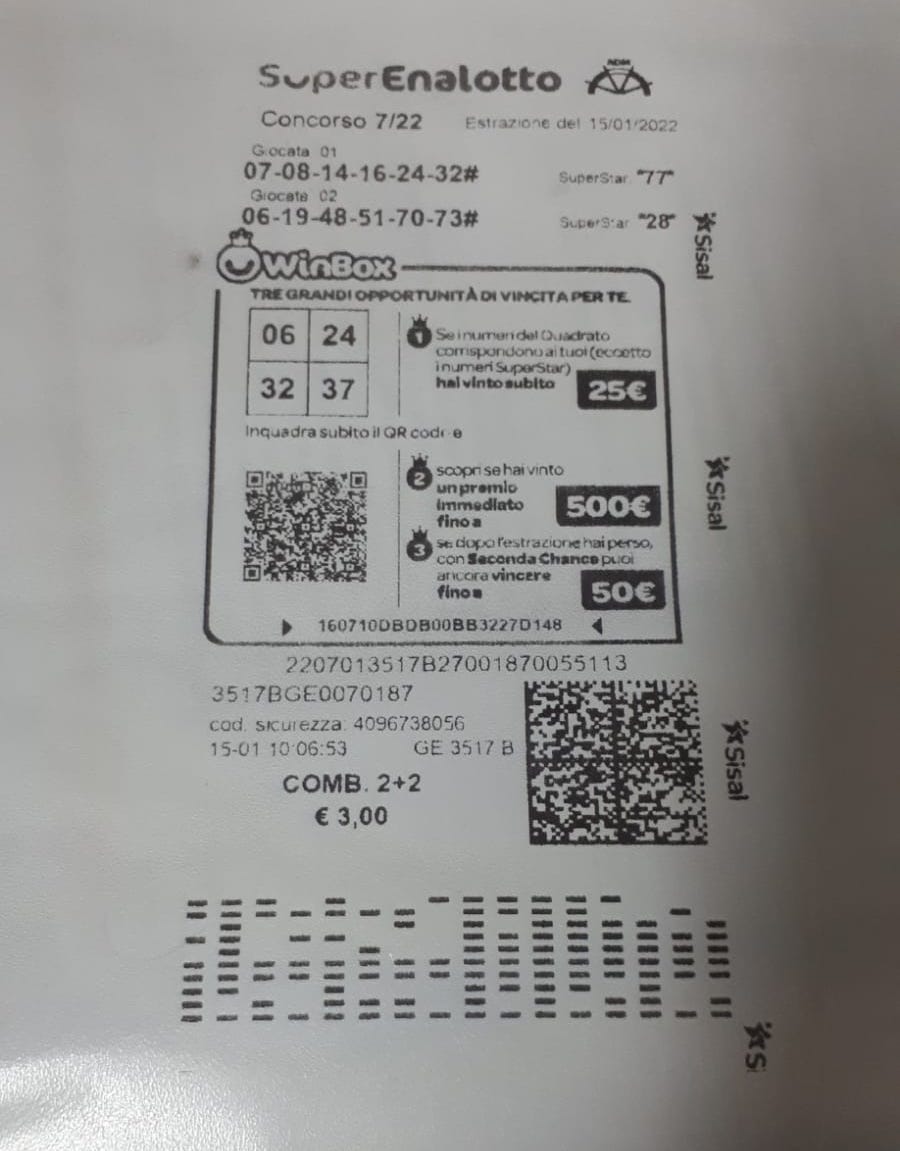 SuperEnalotto ADM
Concorso 7/22 Estrazione del 15/01/2022
Giocata 01
07-08-14-16-24-32# SuperStar "77"
Giocata 02
06-19-48-51-70-73# SuperStar "28"
Sisal
WinBox
TRE GRANDI OPPORTUNITÀ DI VINCITA PER TE.
06 24
32 37
1 Se i numeri del Quadrato
corrispondono ai tuoi (eccetto
i numeri SuperStar)
hai vinto subito
25€
Inquadra subito il QR code e
2 scopri se hai vinto
un premio
immediato
fino a
500€
Sisal
3 se dopo l'estrazione hai perso,
con Seconda Chance puoi
ancora vincere
fino a
50€
160710DBDB00BB3227D148
2207013517B27001870055113
3517BGE0070187
cod. sicurezza: 4096738056
15-01 10:06:53 GE 3517 B
Sisal
COMB. 2+2
€ 3,00
Si